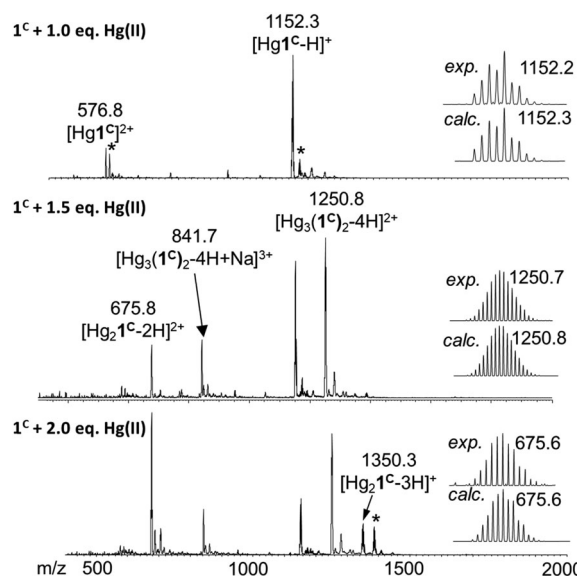 1ᶜ + 1.0 eq. Hg(II)
1152.3
[Hg1ᶜ-H]⁺
576.8
[Hg1ᶜ]²⁺
*
*
exp.
1152.2
calc.
1152.3
1ᶜ + 1.5 eq. Hg(II)
1250.8
[Hg₃(1ᶜ)₂-4H]²⁺
841.7
[Hg₃(1ᶜ)₂-4H+Na]³⁺
675.8
[Hg₂1ᶜ-2H]²⁺
exp.
1250.7
calc.
1250.8
1ᶜ + 2.0 eq. Hg(II)
1350.3
[Hg₂1ᶜ-3H]⁺
*
exp.
675.6
calc.
675.6
m/z 500 1000 1500 2000